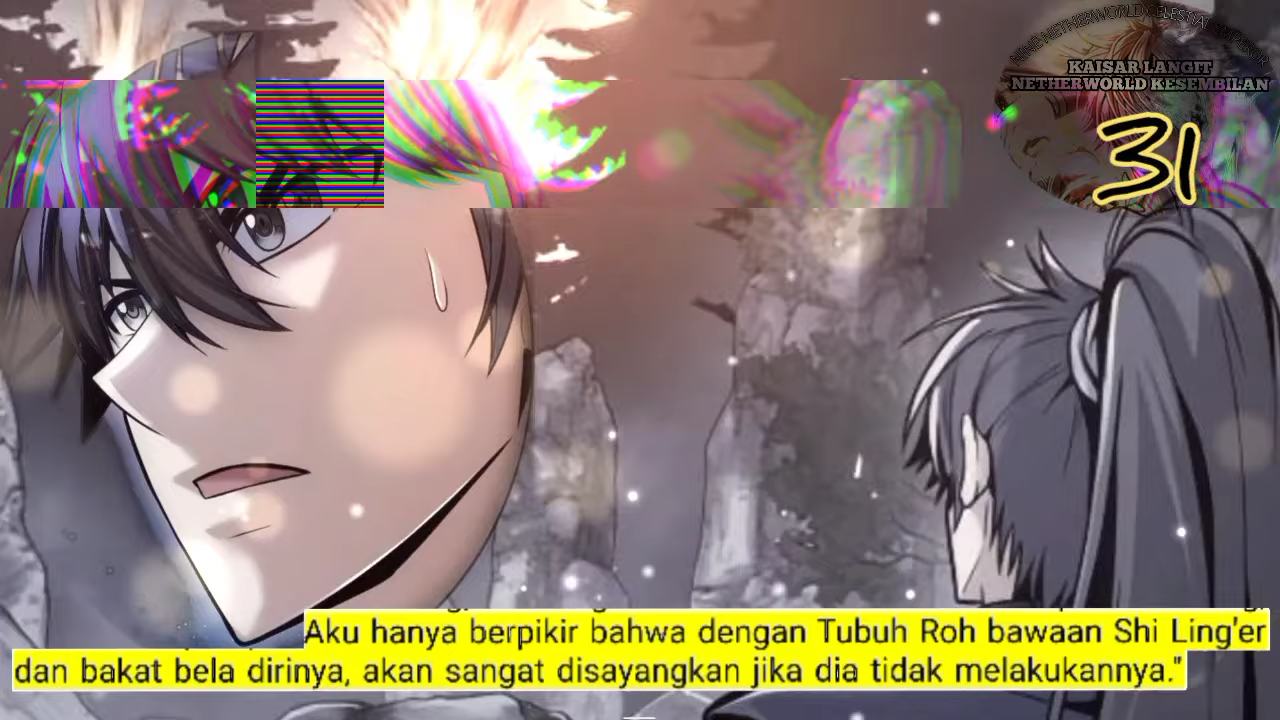 KAISAR LANGIT
NETHERWORLD KESEMBILAN
31
Aku hanya berpikir bahwa dengan Tubuh Roh bawaan Shi Ling'er
dan bakat bela dirinya, akan sangat disayangkan jika dia tidak melakukannya."